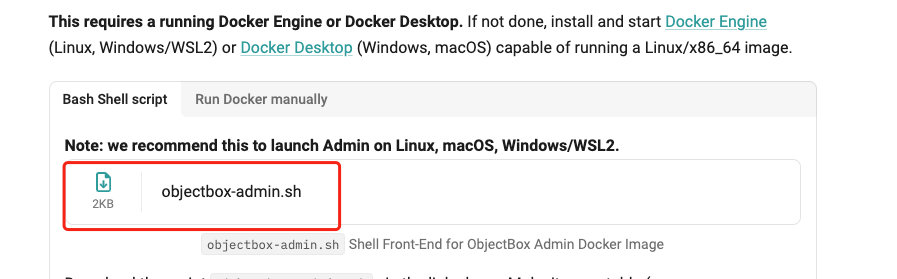 This requires a running Docker Engine or Docker Desktop. If not done, install and start Docker Engine
(Linux, Windows/WSL2) or Docker Desktop (Windows, macOS) capable of running a Linux/x86_64 image.
Bash Shell script
Run Docker manually
Note: we recommend this to launch Admin on Linux, macOS, Windows/WSL2.
2KB
objectbox-admin.sh
objectbox-admin.sh Shell Front-End for ObjectBox Admin Docker Image